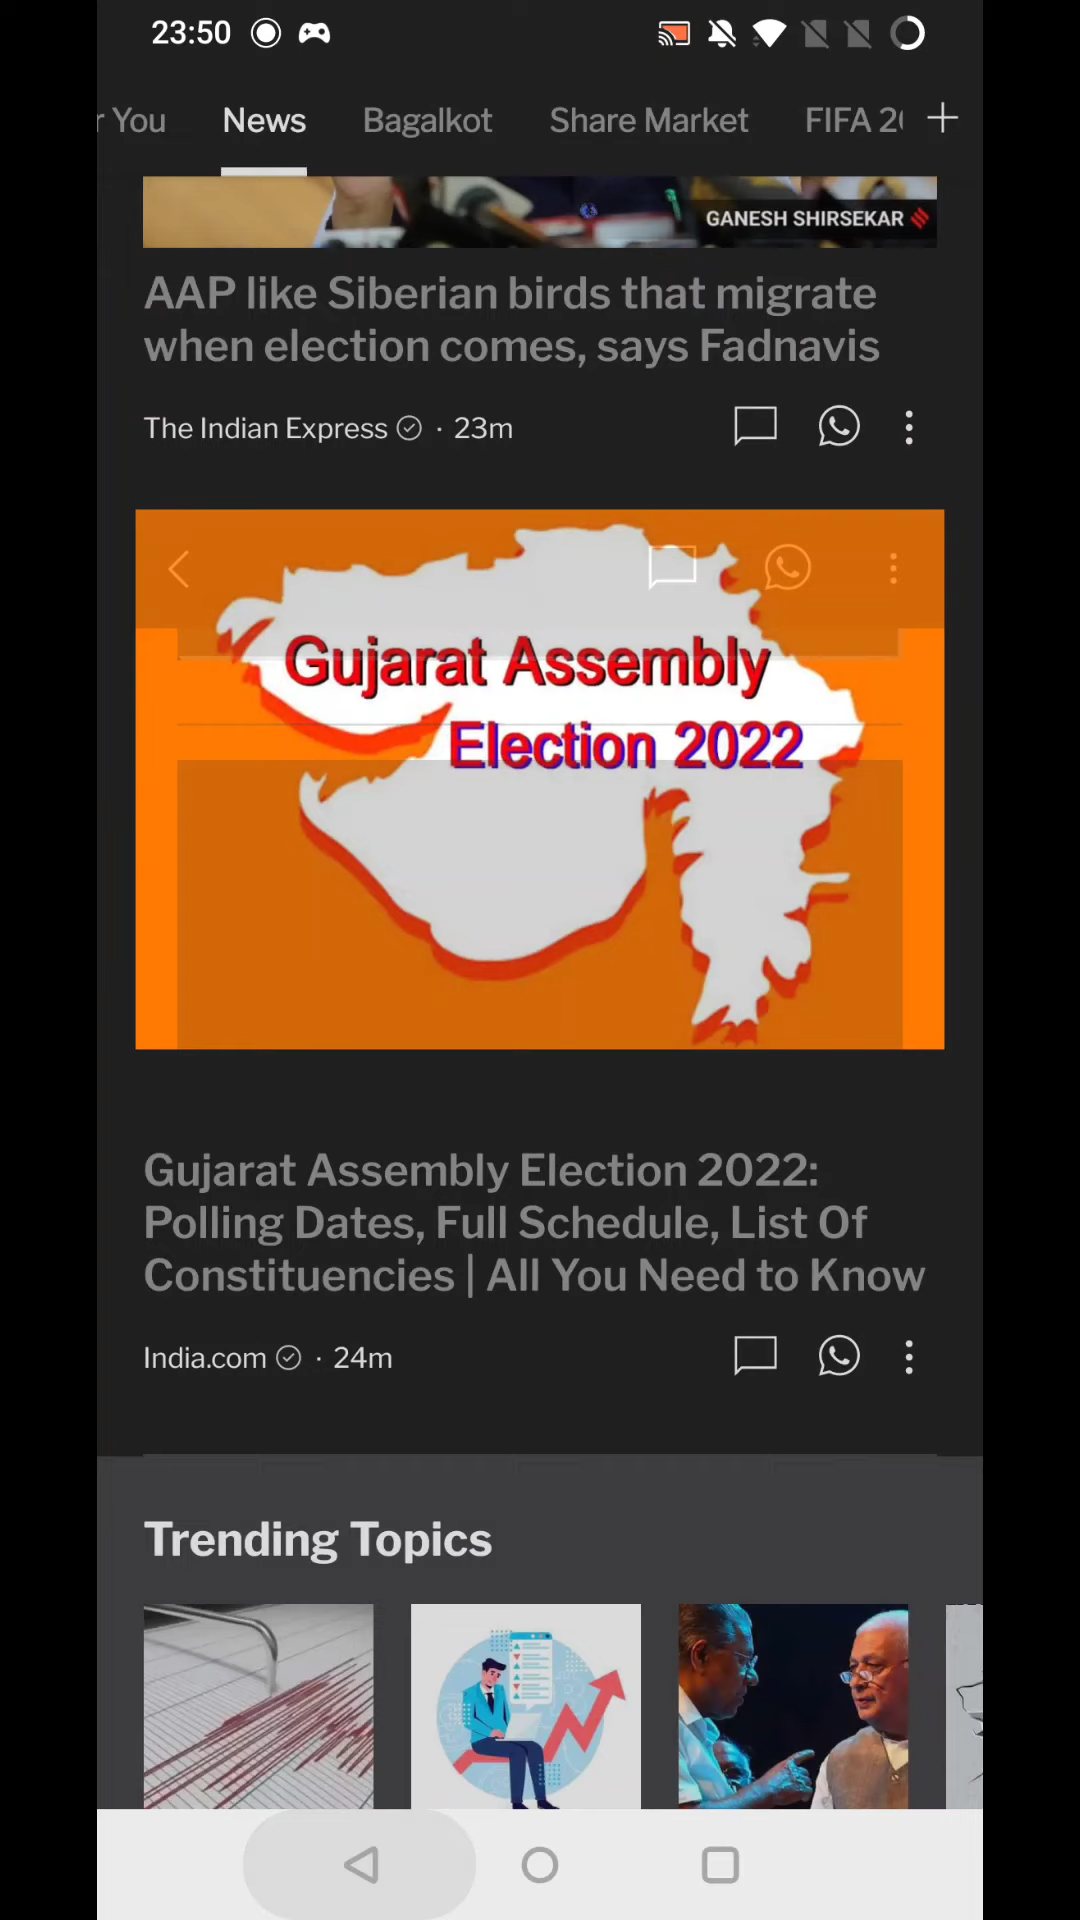 23:50
r You News Bagalkot Share Market FIFA 20
GANESH SHIRSEKAR
AAP like Siberian birds that migrate
when election comes, says Fadnavis
The Indian Express · 23m
Gujarat Assembly
Election 2022
Gujarat Assembly Election 2022:
Polling Dates, Full Schedule, List Of
Constituencies | All You Need to Know
India.com · 24m
Trending Topics